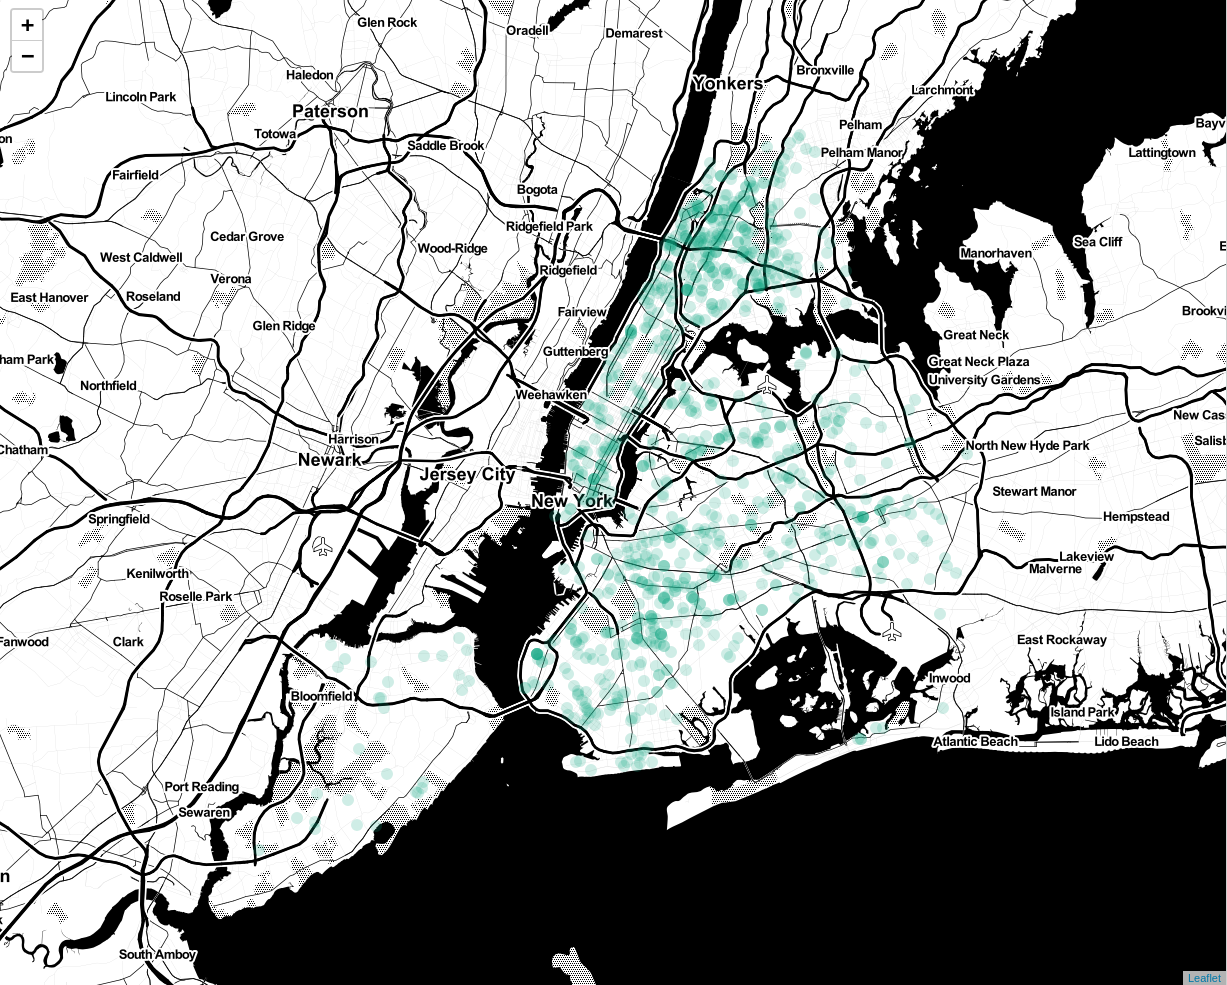 +
−
Glen Rock
Oradell
Demarest
Yonkers
Bronxville
Haledon
Larchmont
Lincoln Park
Paterson
Pelham
Bayv
Totowa
on
Saddle Brook
Pelham Manor
Lattingtown
Fairfield
Bogota
Ridgefield Park
Cedar Grove
Wood-Ridge
Sea Cliff
E
West Caldwell
Manorhaven
Ridgefield
Verona
East Hanover
Roseland
Fairview
Brookvi
Glen Ridge
Great Neck
Guttenberg
ham Park
Great Neck Plaza
University Gardens
Northfield
Weehawken
New Cas
Harrison
Salisb
Chatham
North New Hyde Park
Newark
Jersey City
Stewart Manor
New York
Springfield
Hempstead
Lakeview
Malverne
Kenilworth
Roselle Park
Fanwood
Clark
East Rockaway
Inwood
Bloomfield
Island Park
Atlantic Beach
Lido Beach
Port Reading
Sewaren
n
South Amboy
Leaflet